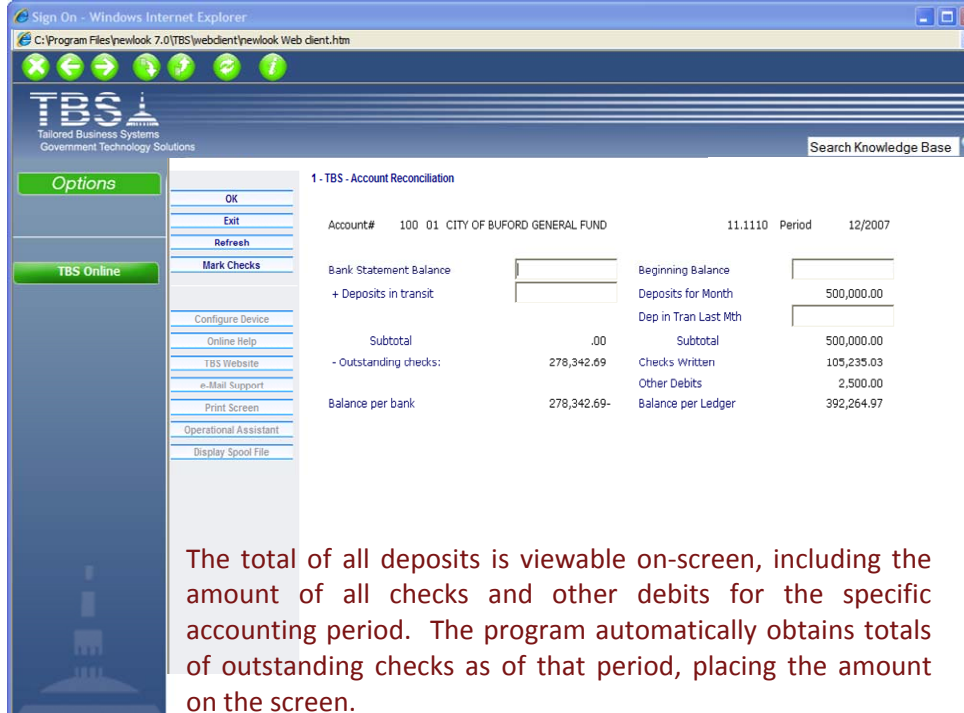 Sign On - Windows Internet Explorer
C:\Program Files\newlook 7.0\TBS\webclient\newlook Web client.htm
TBS
Tailored Business Systems
Government Technology Solutions
Search Knowledge Base
Options
TBS Online
OK
Exit
Refresh
Mark Checks
Configure Device
Online Help
TBS Website
e-Mail Support
Print Screen
Operational Assistant
Display Spool File
1 - TBS - Account Reconciliation
Account# 100 01 CITY OF BUFORD GENERAL FUND 11.1110 Period 12/2007
Bank Statement Balance Beginning Balance
+ Deposits in transit Deposits for Month 500,000.00
Dep in Tran Last Mth
Subtotal .00 Subtotal 500,000.00
- Outstanding checks: 278,342.69 Checks Written 105,235.03
Other Debits 2,500.00
Balance per bank 278,342.69- Balance per Ledger 392,264.97
The total of all deposits is viewable on-screen, including the
amount of all checks and other debits for the specific
accounting period. The program automatically obtains totals
of outstanding checks as of that period, placing the amount
on the screen.